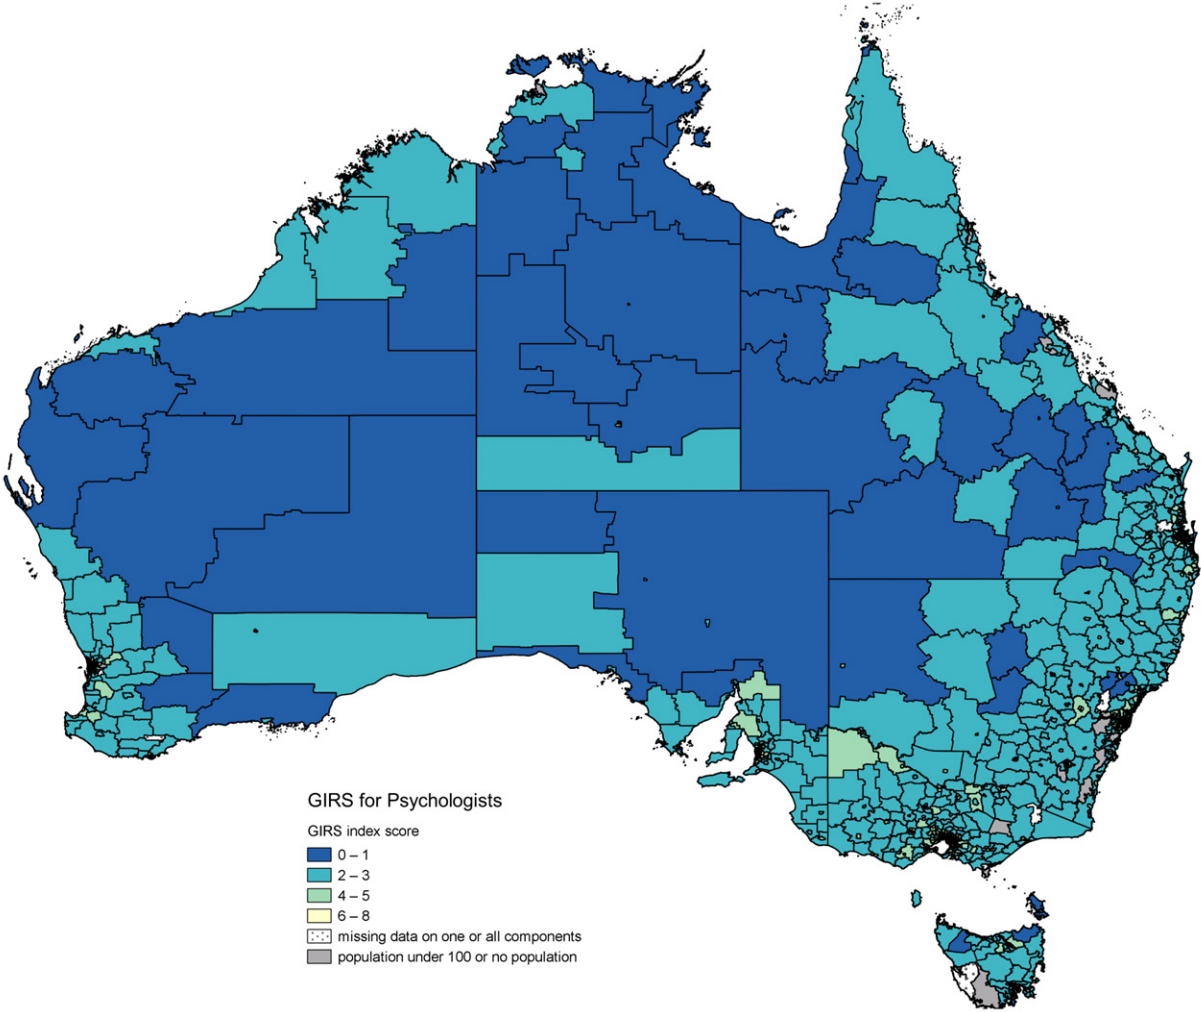 GIRS for Psychologists
GIRS index score
0 – 1
2 – 3
4 – 5
6 – 8
missing data on one or all components
population under 100 or no population